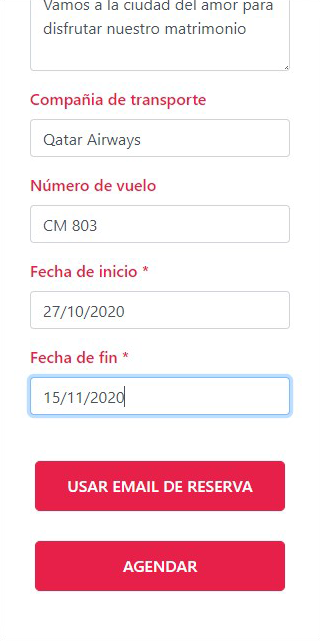 Vamos a la ciudad del amor para
disfrutar nuestro matrimonio
Compañia de transporte
Qatar Airways
Número de vuelo
CM 803
Fecha de inicio *
27/10/2020
Fecha de fin *
15/11/2020
USAR EMAIL DE RESERVA
AGENDAR